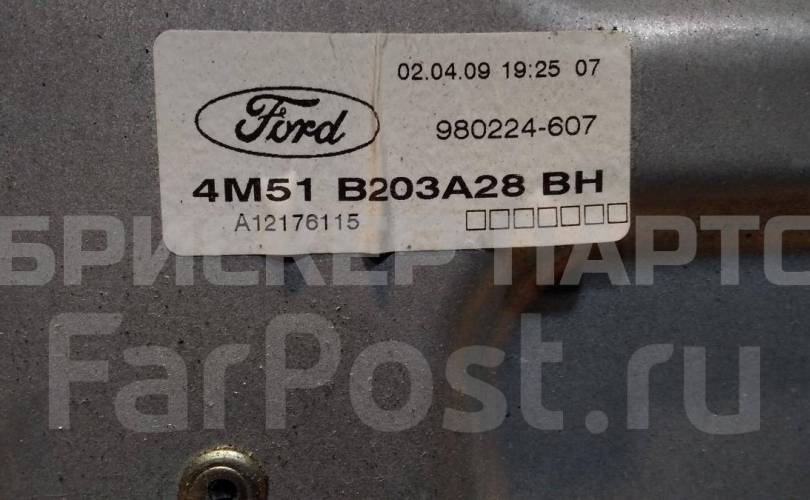 02.04.09 19:25 07
Ford
980224-607
4M51 B203A28 BH
A12176115
БРИСКЕР ПАРТС
FarPost.ru